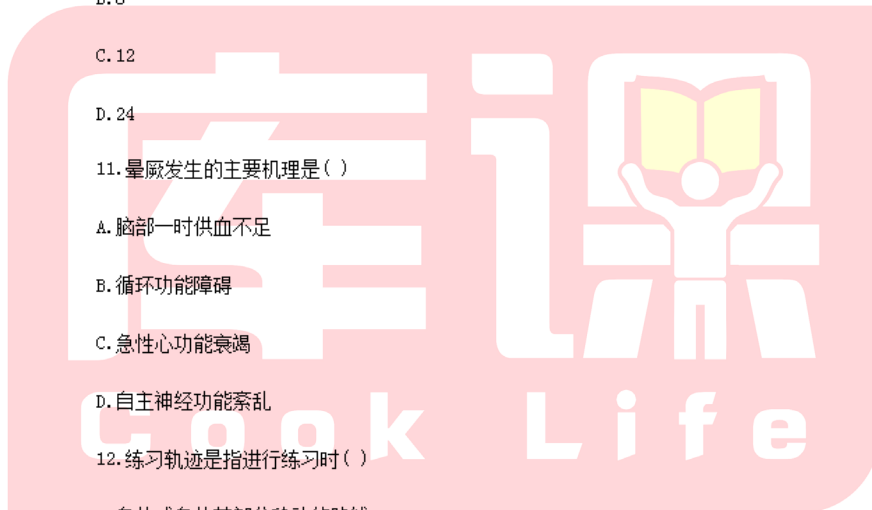 C.12
D.24
11.晕厥发生的主要机理是( )
A.脑部一时供血不足
B.循环功能障碍
C.急性心功能衰竭
D.自主神经功能紊乱
12.练习轨迹是指进行练习时( )
库课
Cook Life